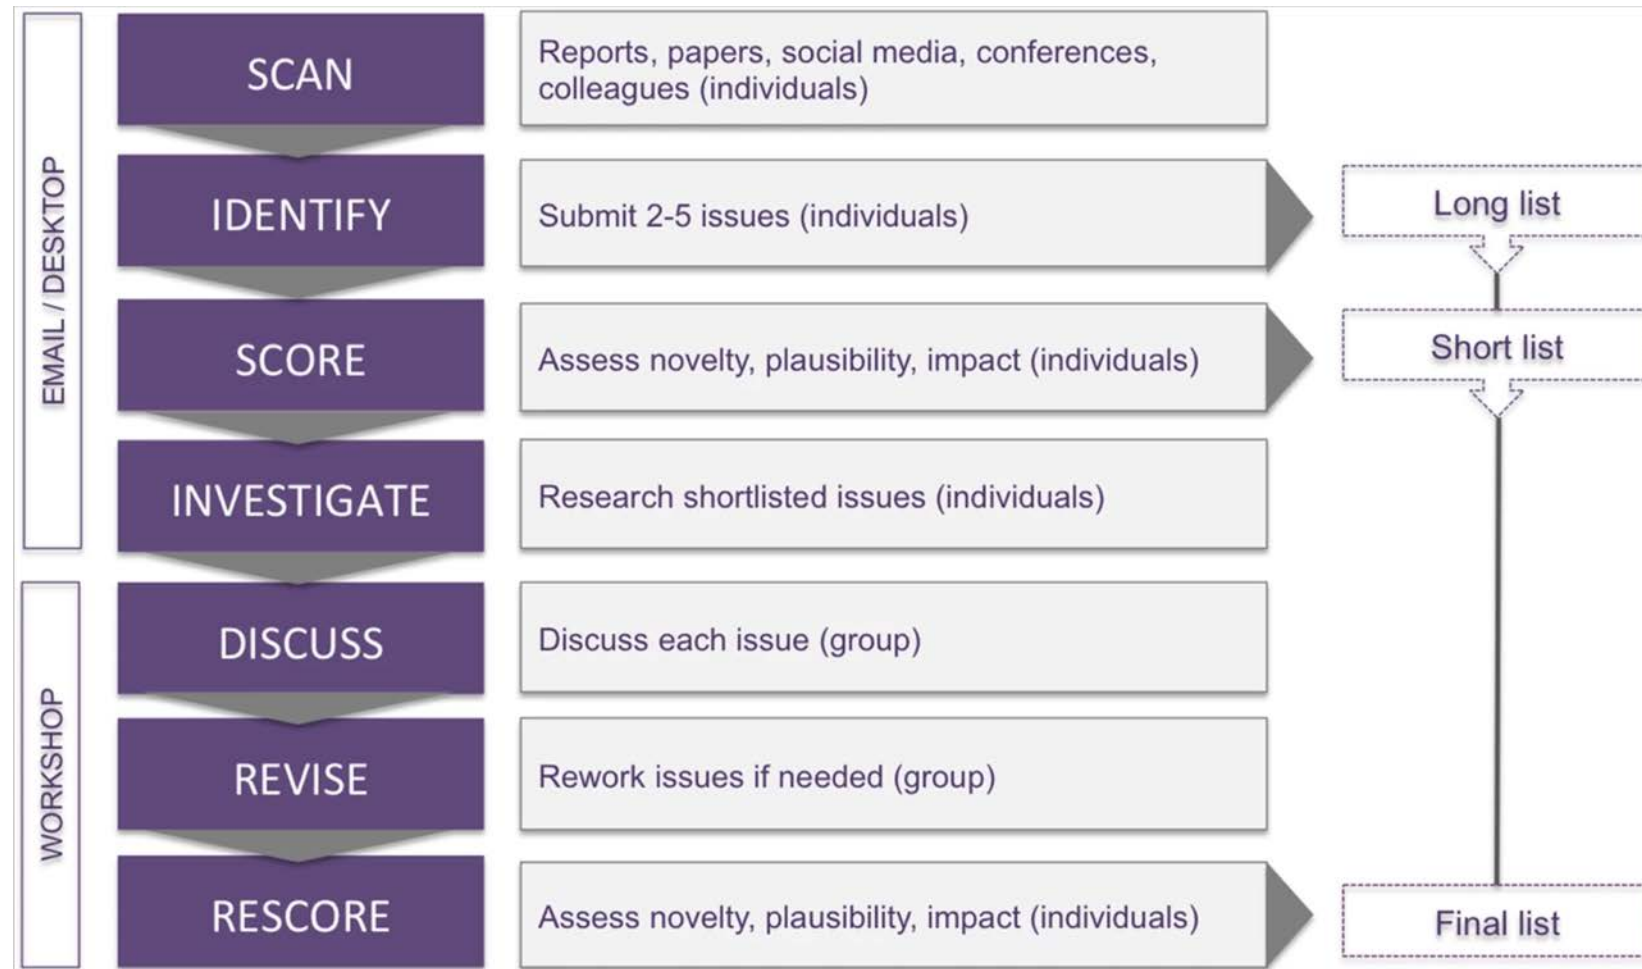 EMAIL / DESKTOP
SCAN
Reports, papers, social media, conferences,
colleagues (individuals)
IDENTIFY
Submit 2-5 issues (individuals)
Long list
SCORE
Assess novelty, plausibility, impact (individuals)
Short list
INVESTIGATE
Research shortlisted issues (individuals)
WORKSHOP
DISCUSS
Discuss each issue (group)
REVISE
Rework issues if needed (group)
RESCORE
Assess novelty, plausibility, impact (individuals)
Final list